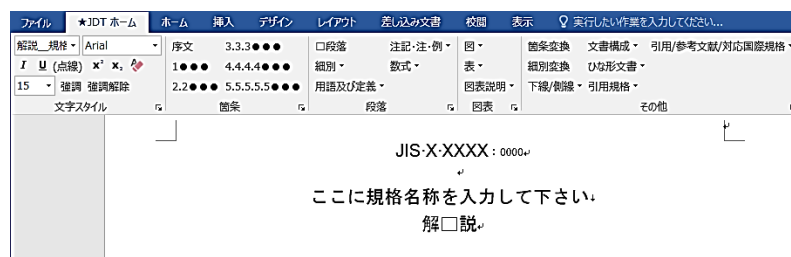 ファイル ★JDT ホーム ホーム 挿入 デザイン レイアウト 差し込み文書 校閲 表示 実行したい作業を入力してください...
解説__規格 Arial 序文 3.3.3●●● □段落 注記・注・例 図 箇条変換 文書構成 引用/参考文献/対応国際規格
I U (点線) x² x₂ 1●●● 4.4.4.4●●● 細別 数式 表 細別変換 ひな形文書
15 強調 強調解除 2.2●●● 5.5.5.5.5●●● 用語及び定義 図表説明 下線/側線 引用規格
文字スタイル 箇条 段落 図表 その他
JIS·X·XXXX:0000↵
↵
ここに規格名称を入力して下さい↓
解□説↵